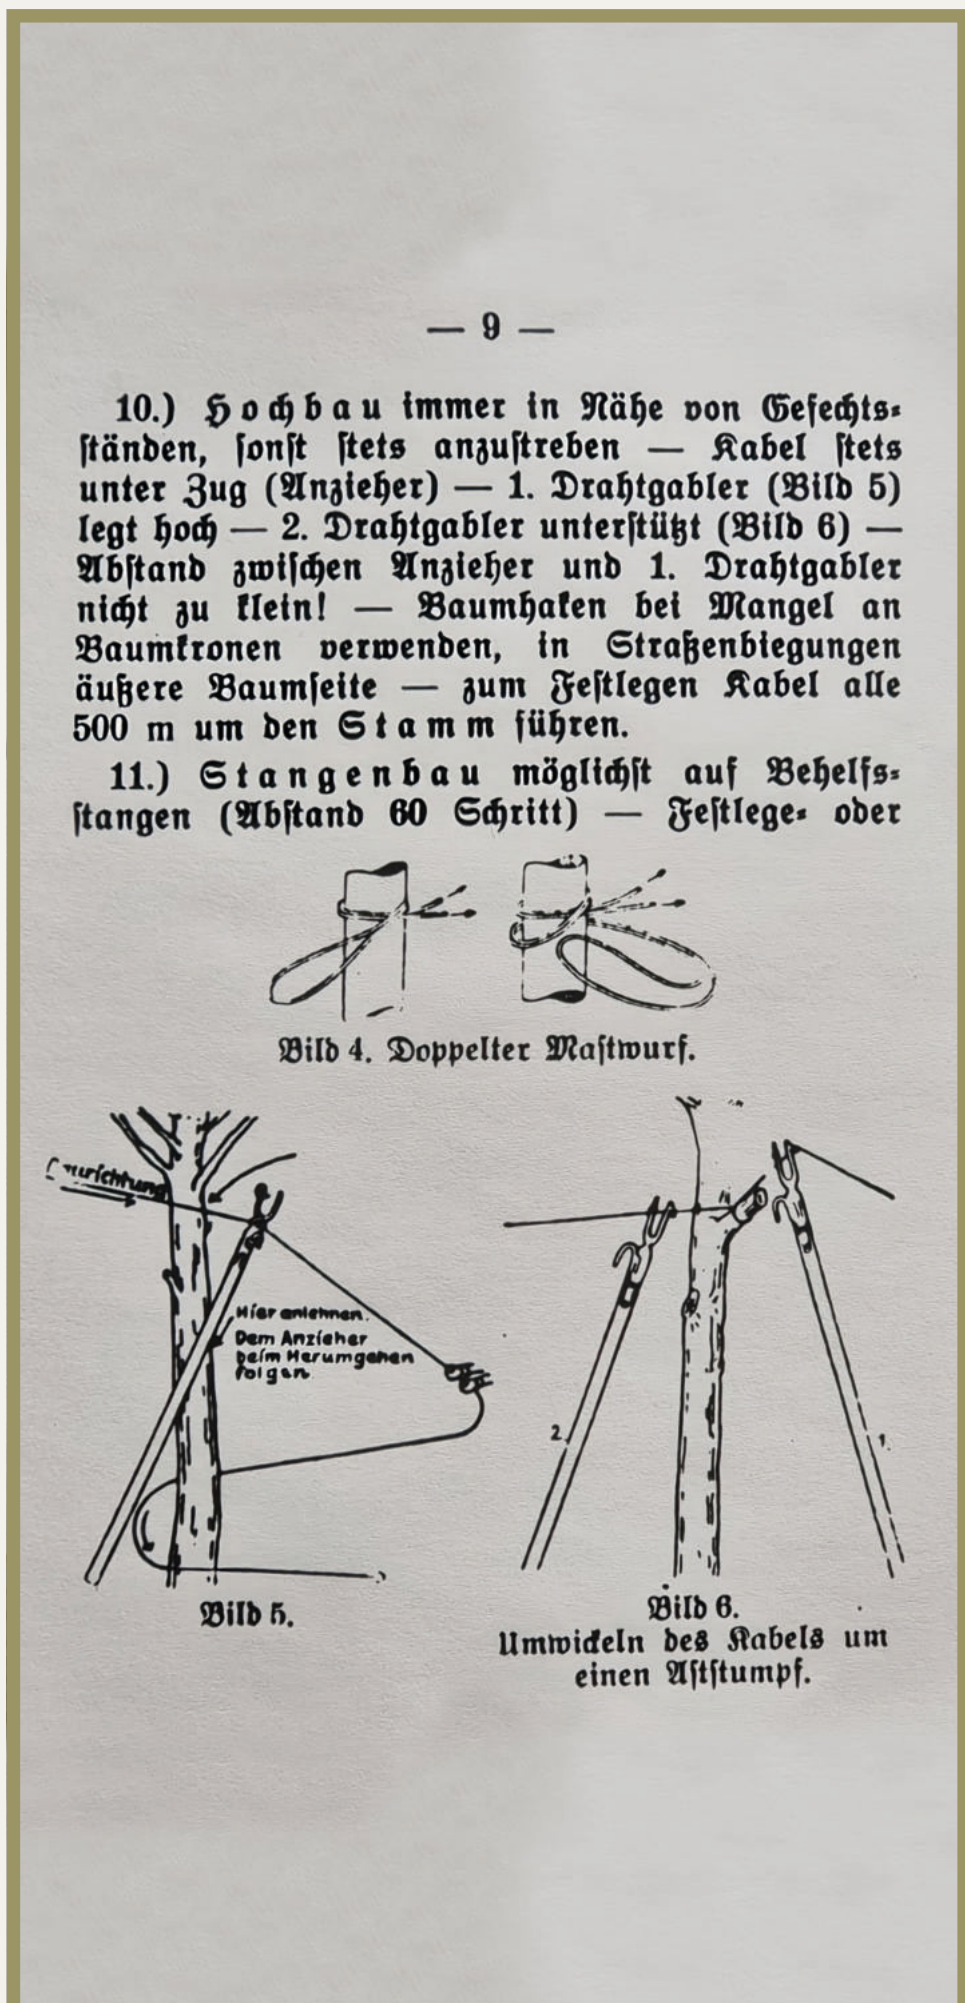 — 9 —
10.) Hochbau immer in Nähe von Gefechts-
ständen, sonst stets anzustreben — Kabel stets
unter Zug (Anzieher) — 1. Drahtgabler (Bild 5)
legt hoch — 2. Drahtgabler unterstützt (Bild 6) —
Abstand zwischen Anzieher und 1. Drahtgabler
nicht zu klein! — Baumhaken bei Mangel an
Baumkronen verwenden, in Straßenbiegungen
äußere Baumseite — zum Festlegen Kabel alle
500 m um den Stamm führen.
11.) Stangenbau möglichst auf Behelfs-
stangen (Abstand 60 Schritt) — Festlege- oder
Bild 4. Doppelter Mastwurf.
Hier anlehnen.
Dem Anzieher
beim Herumgehen
folgen
2
1.
Bild 5.
Bild 6.
Umwickeln des Kabels um
einen Aststumpf.